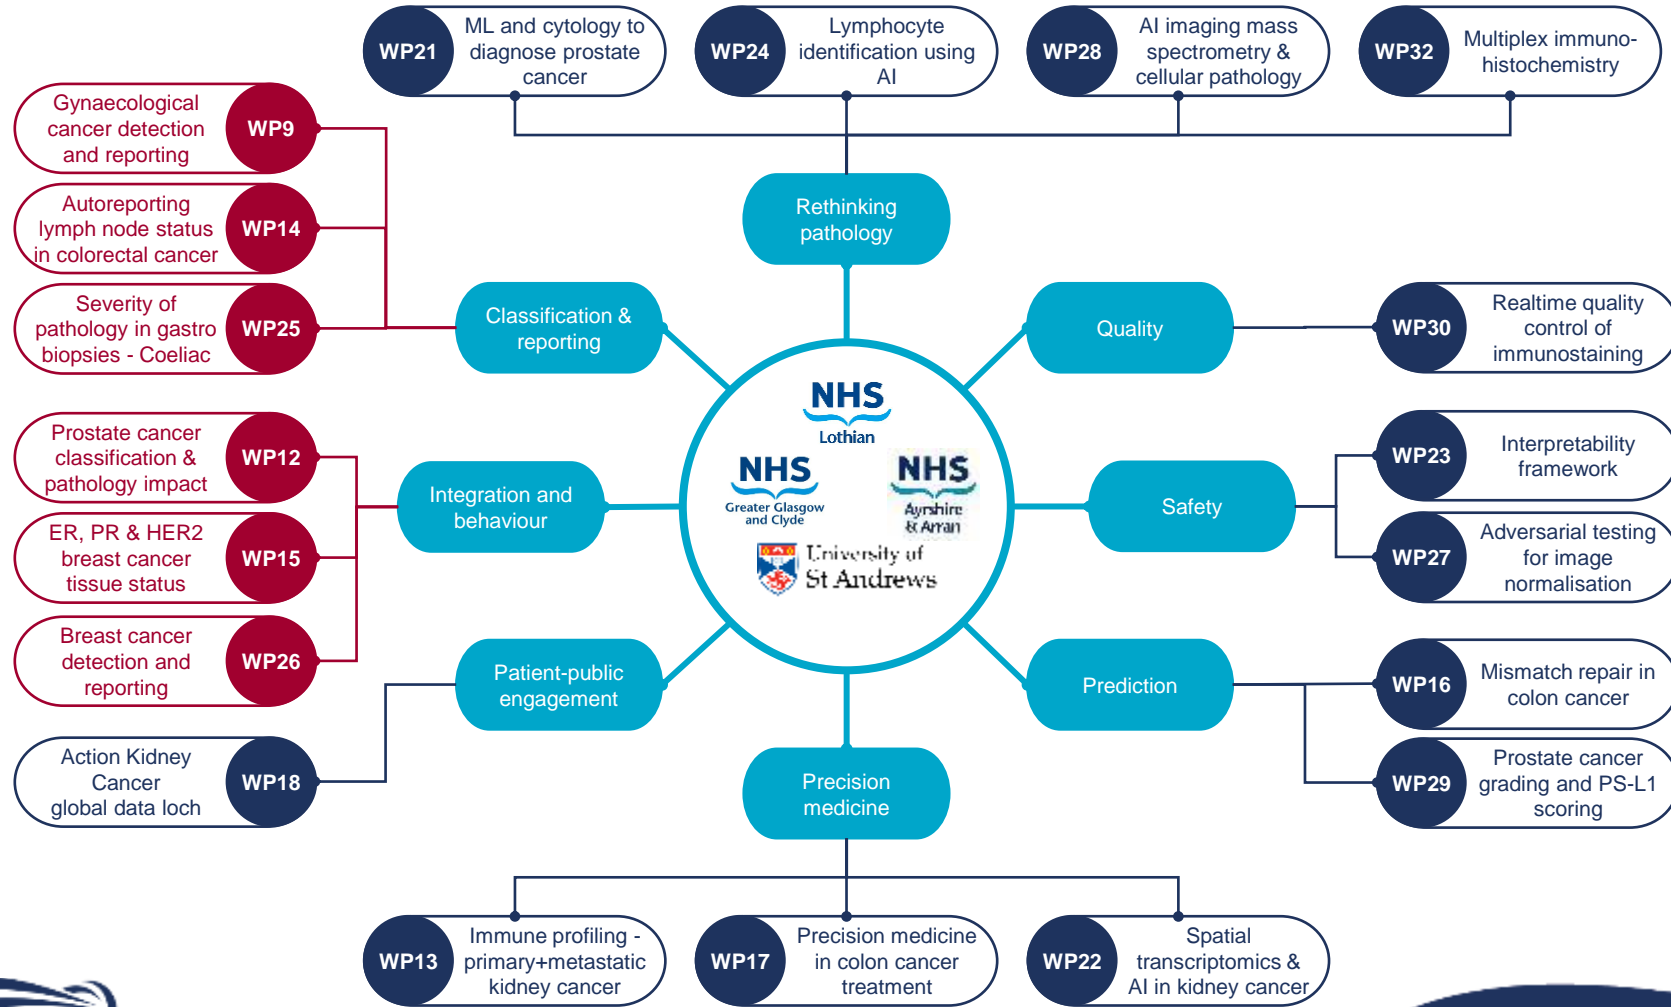 WP21
ML and cytology to
diagnose prostate
cancer
WP24
Lymphocyte
identification using
AI
WP28
AI imaging mass
spectrometry &
cellular pathology
WP32
Multiplex immuno-
histochemistry
Gynaecological
cancer detection
and reporting
WP9
Autoreporting
lymph node status
in colorectal cancer
WP14
Severity of
pathology in gastro
biopsies - Coeliac
WP25
Classification &
reporting
Rethinking
pathology
Quality
WP30
Realtime quality
control of
immunostaining
Prostate cancer
classification &
pathology impact
WP12
ER, PR & HER2
breast cancer
tissue status
WP15
Breast cancer
detection and
reporting
WP26
Integration and
behaviour
NHS
Lothian
NHS
Greater Glasgow
and Clyde
NHS
Ayrshire
& Arran
University of
St Andrews
Safety
WP23
Interpretability
framework
WP27
Adversarial testing
for image
normalisation
Action Kidney
Cancer
global data loch
WP18
Patient-public
engagement
Precision
medicine
Prediction
WP16
Mismatch repair in
colon cancer
WP29
Prostate cancer
grading and PS-L1
scoring
WP13
Immune profiling -
primary+metastatic
kidney cancer
WP17
Precision medicine
in colon cancer
treatment
WP22
Spatial
transcriptomics &
AI in kidney cancer